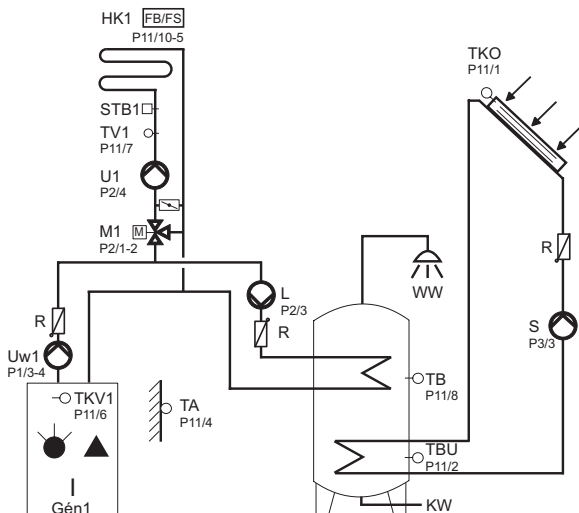 HK1 FB/FS
P11/10-5
TKO
P11/1
STB1
TV1
P11/7
U1
P2/4
M1 M
P2/1-2
R
L
P2/3
WW
R
R
S
P3/3
Uw1
P1/3-4
TKV1
P11/6
TA
P11/4
TB
P11/8
TBU
P11/2
Gén1
KW